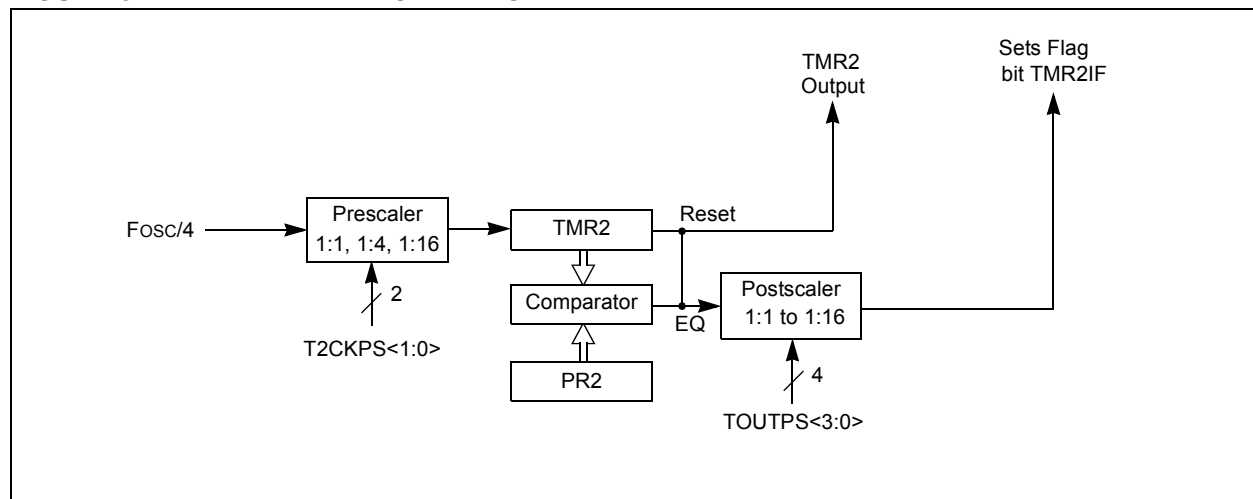 TMR2
Output
Sets Flag
bit TMR2IF
Fosc/4
Prescaler
1:1, 1:4, 1:16
2
T2CKPS<1:0>
TMR2
Reset
Comparator
EQ
PR2
Postscaler
1:1 to 1:16
4
TOUTPS<3:0>